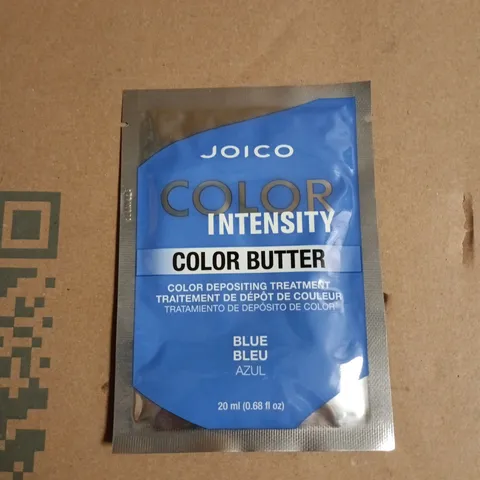 JOICO
COLOR
INTENSITY
COLOR BUTTER
COLOR DEPOSITING TREATMENT
TRAITEMENT DE DÉPÔT DE COULEUR
TRATAMIENTO DE DEPÓSITO DE COLOR
BLUE
BLEU
AZUL
20 ml (0.68 fl oz)